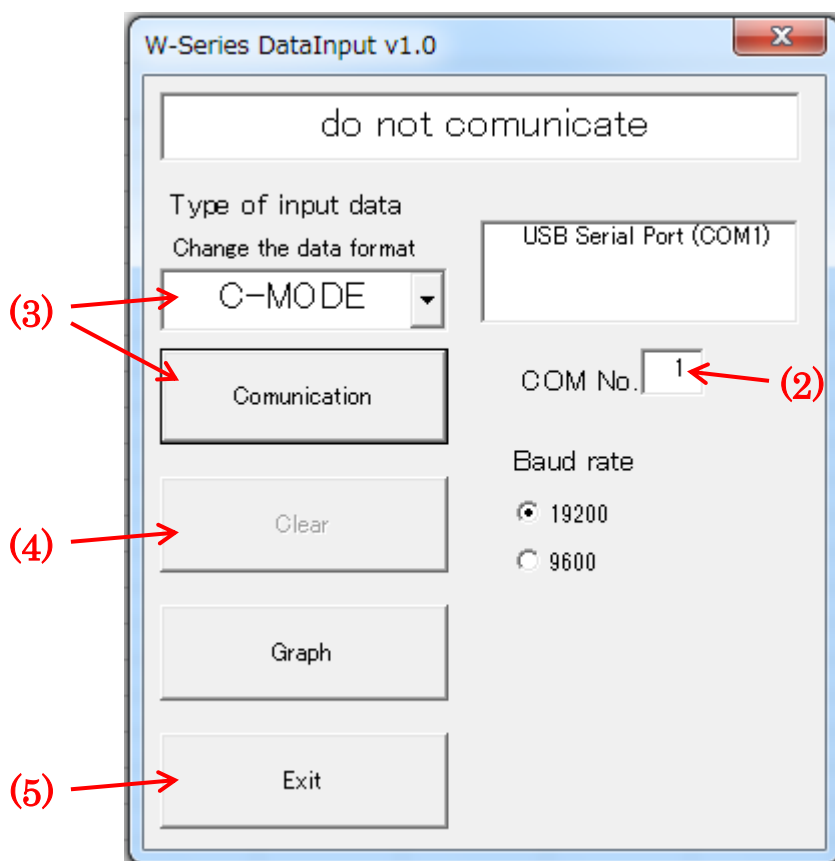 W-Series DataInput v1.0
do not comunicate
Type of input data
Change the data format
USB Serial Port (COM1)
(3)
C-MODE
COM No. 1
(2)
Comunication
Baud rate
19200
(4)
Clear
9600
Graph
(5)
Exit